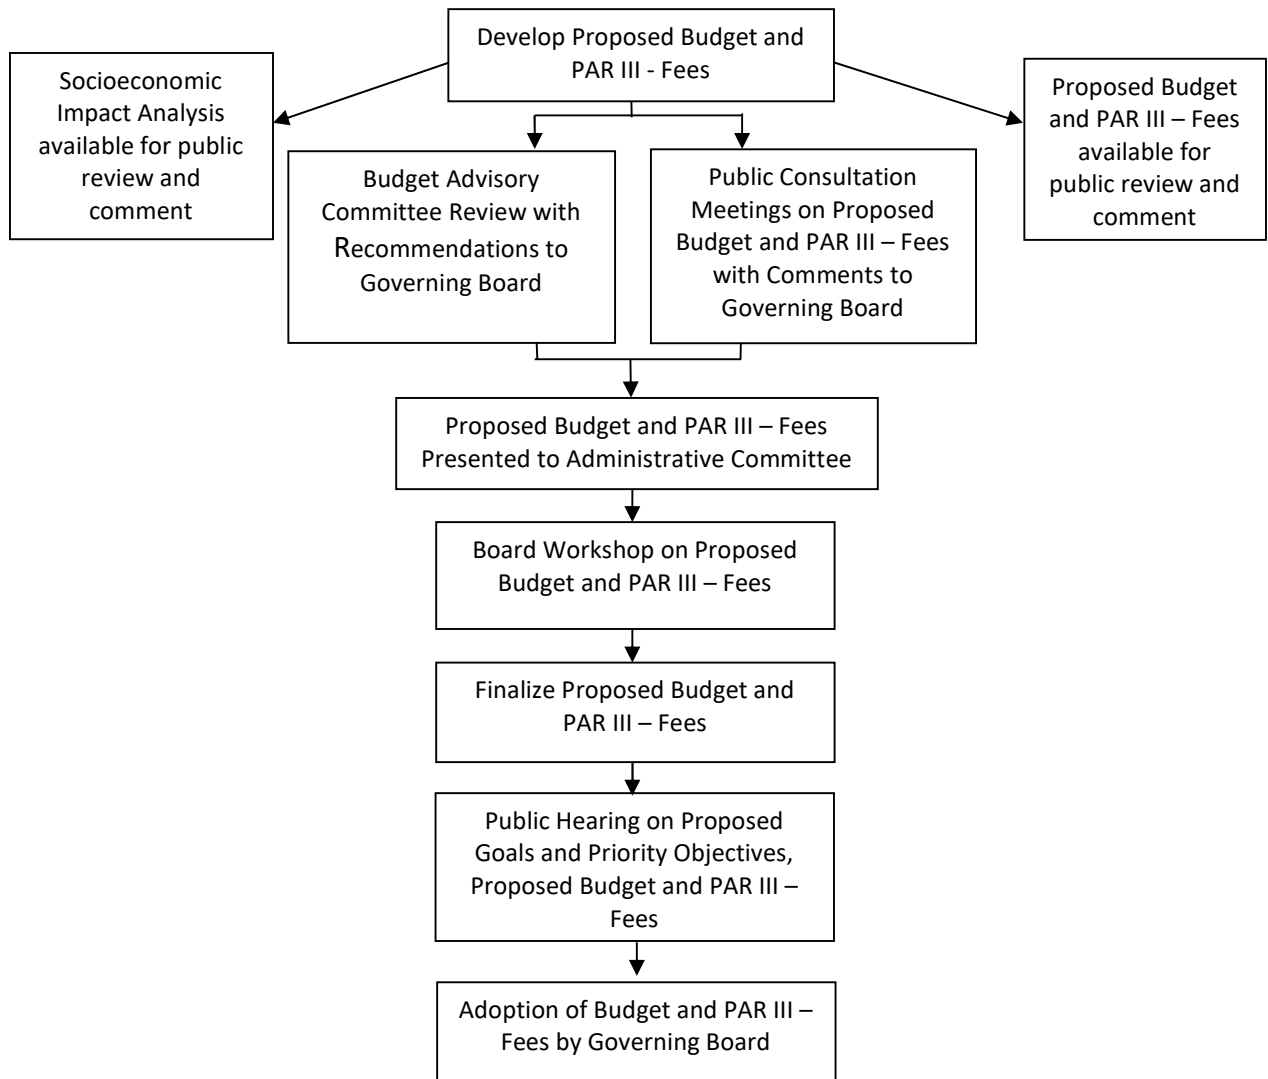 Develop Proposed Budget and
PAR III - Fees
Socioeconomic
Impact Analysis
available for public
review and
comment
Budget Advisory
Committee Review with
Recommendations to
Governing Board
Public Consultation
Meetings on Proposed
Budget and PAR III – Fees
with Comments to
Governing Board
Proposed Budget
and PAR III – Fees
available for
public review and
comment
Proposed Budget and PAR III – Fees
Presented to Administrative Committee
Board Workshop on Proposed
Budget and PAR III – Fees
Finalize Proposed Budget and
PAR III – Fees
Public Hearing on Proposed
Goals and Priority Objectives,
Proposed Budget and PAR III –
Fees
Adoption of Budget and PAR III –
Fees by Governing Board